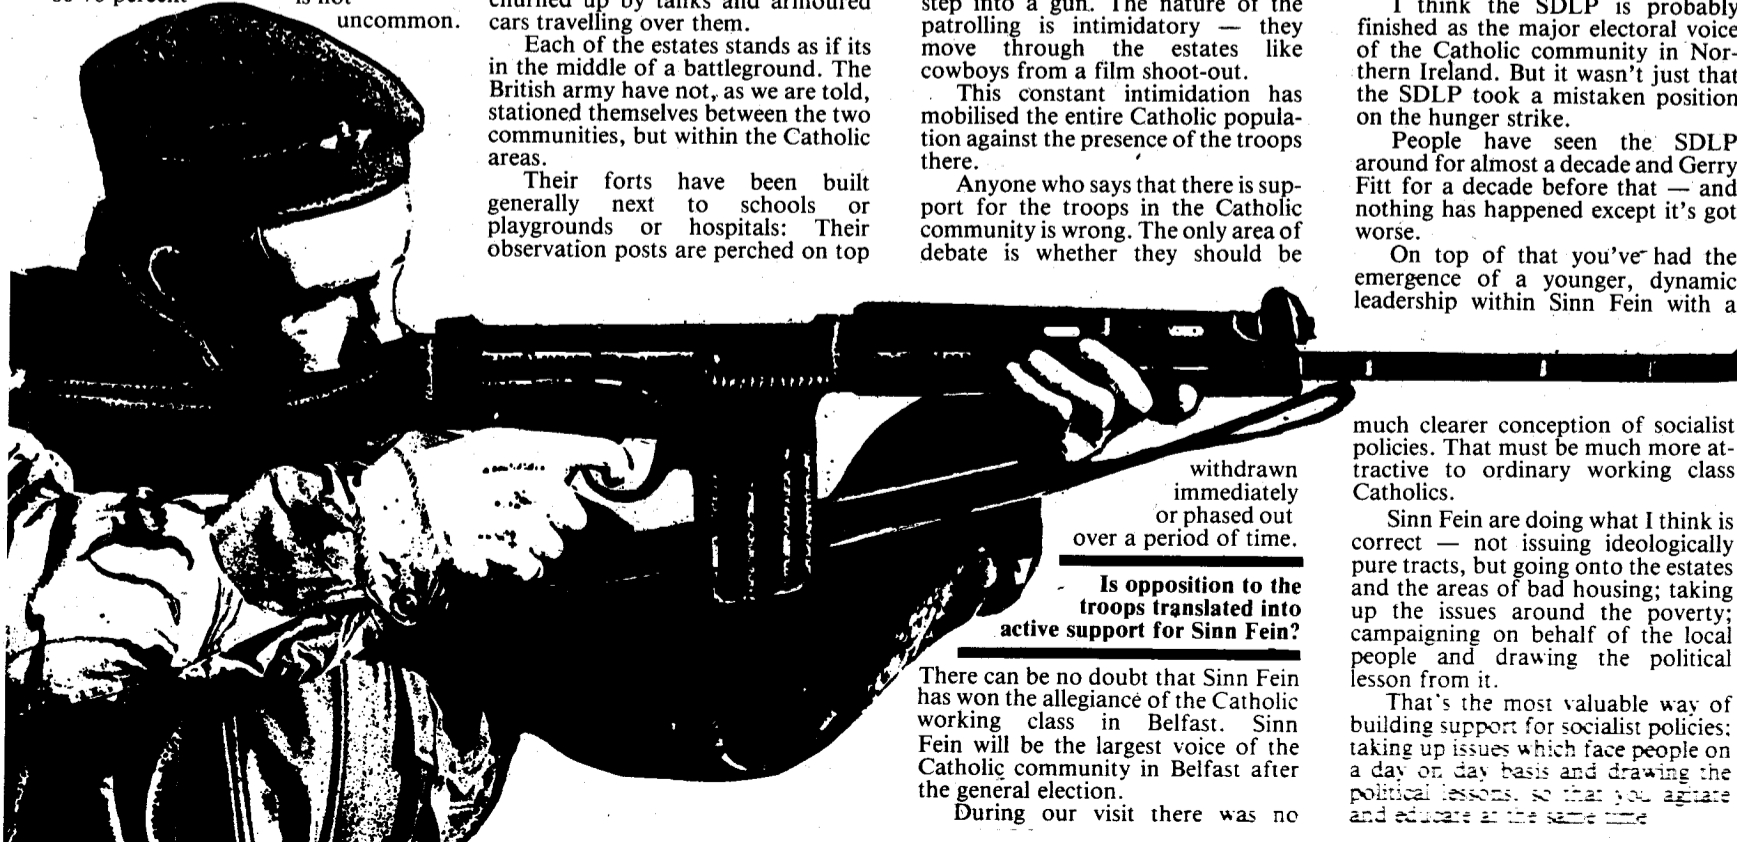 uncommon.
churned up by tanks and armoured
cars travelling over them.
Each of the estates stands as if its
in the middle of a battleground. The
British army have not, as we are told,
stationed themselves between the two
communities, but within the Catholic
areas.
Their forts have been built
generally next to schools or
playgrounds or hospitals: Their
observation posts are perched on top
step into a gun. The nature of the
patrolling is intimidatory — they
move through the estates like
cowboys from a film shoot-out.
This constant intimidation has
mobilised the entire Catholic popula-
tion against the presence of the troops
there.
Anyone who says that there is sup-
port for the troops in the Catholic
community is wrong. The only area of
debate is whether they should be
withdrawn
immediately
or phased out
over a period of time.
Is opposition to the
troops translated into
active support for Sinn Fein?
There can be no doubt that Sinn Fein
has won the allegiance of the Catholic
working class in Belfast. Sinn
Fein will be the largest voice of the
Catholic community in Belfast after
the general election.
During our visit there was no
I think the SDLP is probably
finished as the major electoral voice
of the Catholic community in Nor-
thern Ireland. But it wasn't just that
the SDLP took a mistaken position
on the hunger strike.
People have seen the SDLP
around for almost a decade and Gerry
Fitt for a decade before that — and
nothing has happened except it's got
worse.
On top of that you've had the
emergence of a younger, dynamic
leadership within Sinn Fein with a
much clearer conception of socialist
policies. That must be much more at-
tractive to ordinary working class
Catholics.
Sinn Fein are doing what I think is
correct — not issuing ideologically
pure tracts, but going onto the estates
and the areas of bad housing; taking
up the issues around the poverty;
campaigning on behalf of the local
people and drawing the political
lesson from it.
That's the most valuable way of
building support for socialist policies:
taking up issues which face people on
a day on day basis and drawing the
political lessons, so that you agitate
and educate at the same time